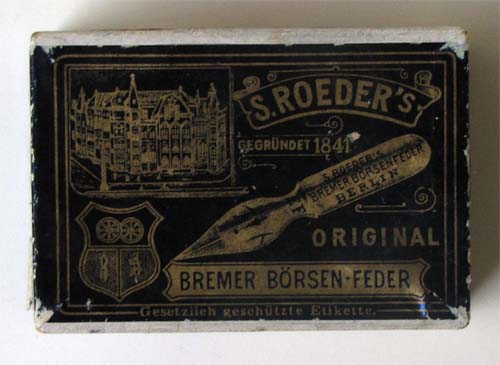 S. ROEDER'S
GEGRÜNDET 1841
S. ROEDER'S
BREMER BÖRSENFEDER
BERLIN
ORIGINAL
BREMER BÖRSEN-FEDER
Gesetzlich geschützte Etikette.